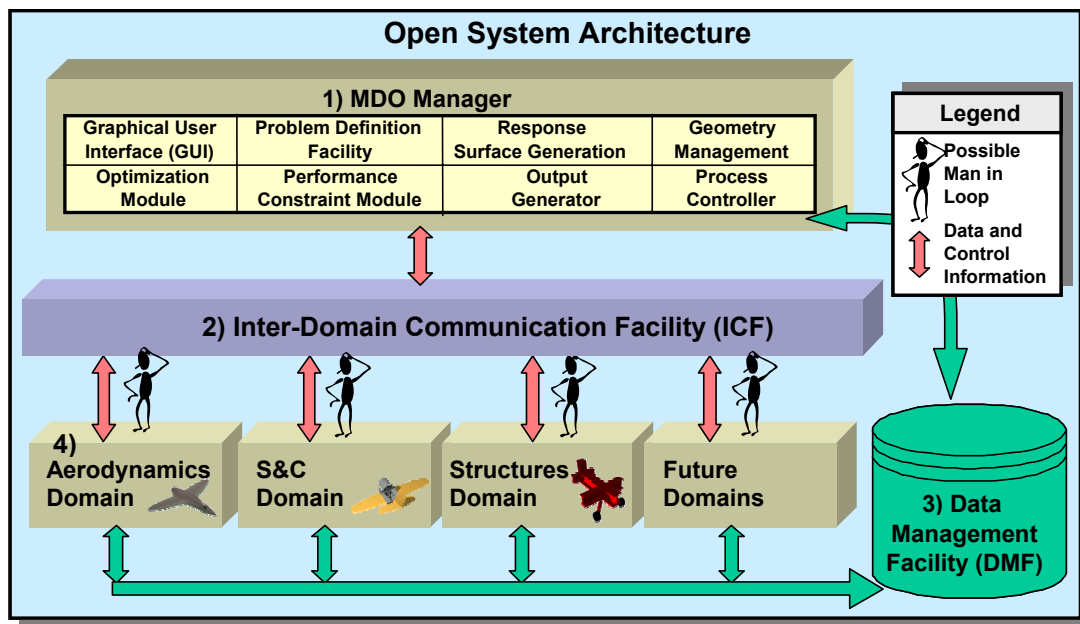 Open System Architecture
1) MDO Manager
Graphical User
Interface (GUI)
Problem Definition
Facility
Response
Surface Generation
Geometry
Management
Optimization
Module
Performance
Constraint Module
Output
Generator
Process
Controller
Legend
Possible
Man in
Loop
Data and
Control
Information
2) Inter-Domain Communication Facility (ICF)
4)
Aerodynamics
Domain
S&C
Domain
Structures
Domain
Future
Domains
3) Data
Management
Facility (DMF)